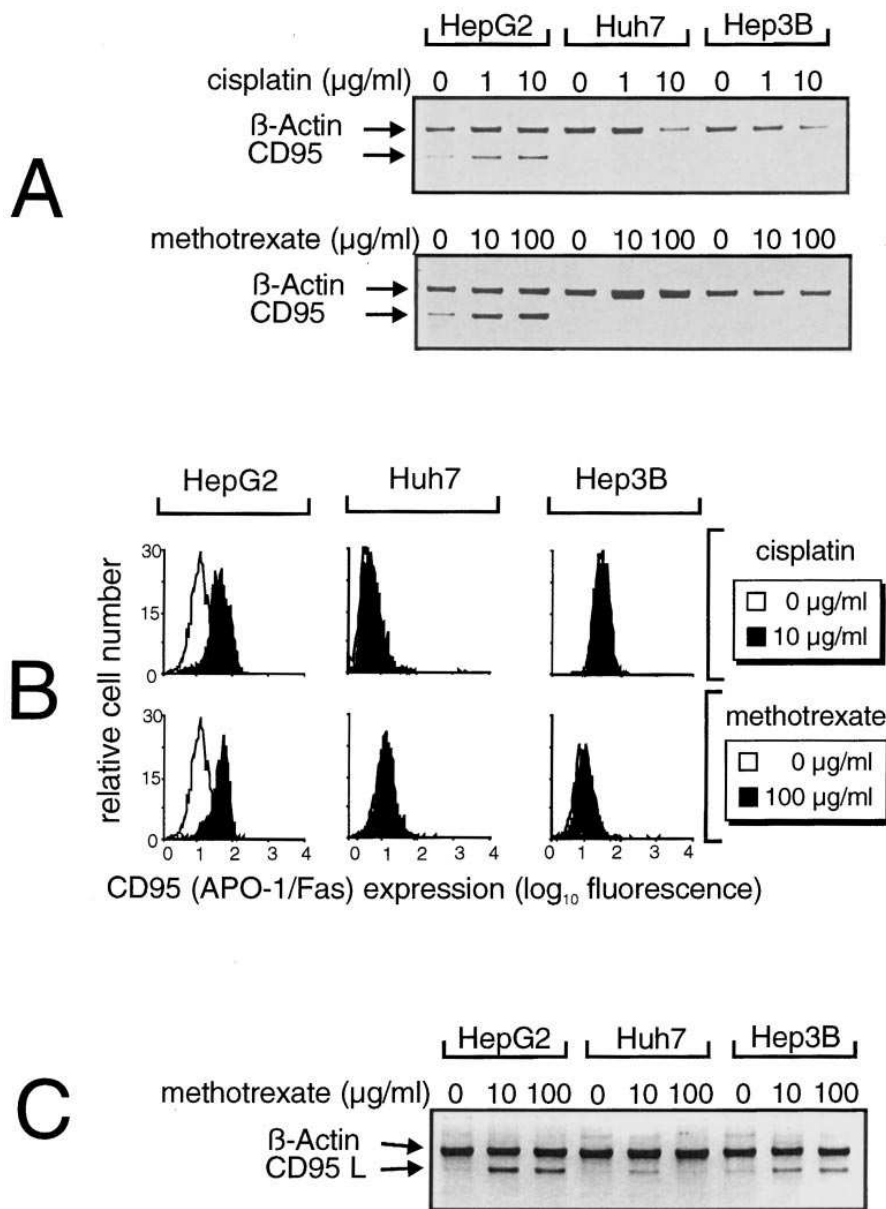 A
HepG2 Huh7 Hep3B
cisplatin (µg/ml) 0 1 10 0 1 10 0 1 10
ß-Actin
CD95
methotrexate (µg/ml) 0 10 100 0 10 100 0 10 100
ß-Actin
CD95
B
HepG2 Huh7 Hep3B
relative cell number
30
15
0
cisplatin
0 µg/ml
10 µg/ml
30
15
0
methotrexate
0 µg/ml
100 µg/ml
0 1 2 4 0 1 2 4 0 1 2 4
CD95 (APO-1/Fas) expression (log₁₀ fluorescence)
C
HepG2 Huh7 Hep3B
methotrexate (µg/ml) 0 10 100 0 10 100 0 10 100
ß-Actin
CD95 L